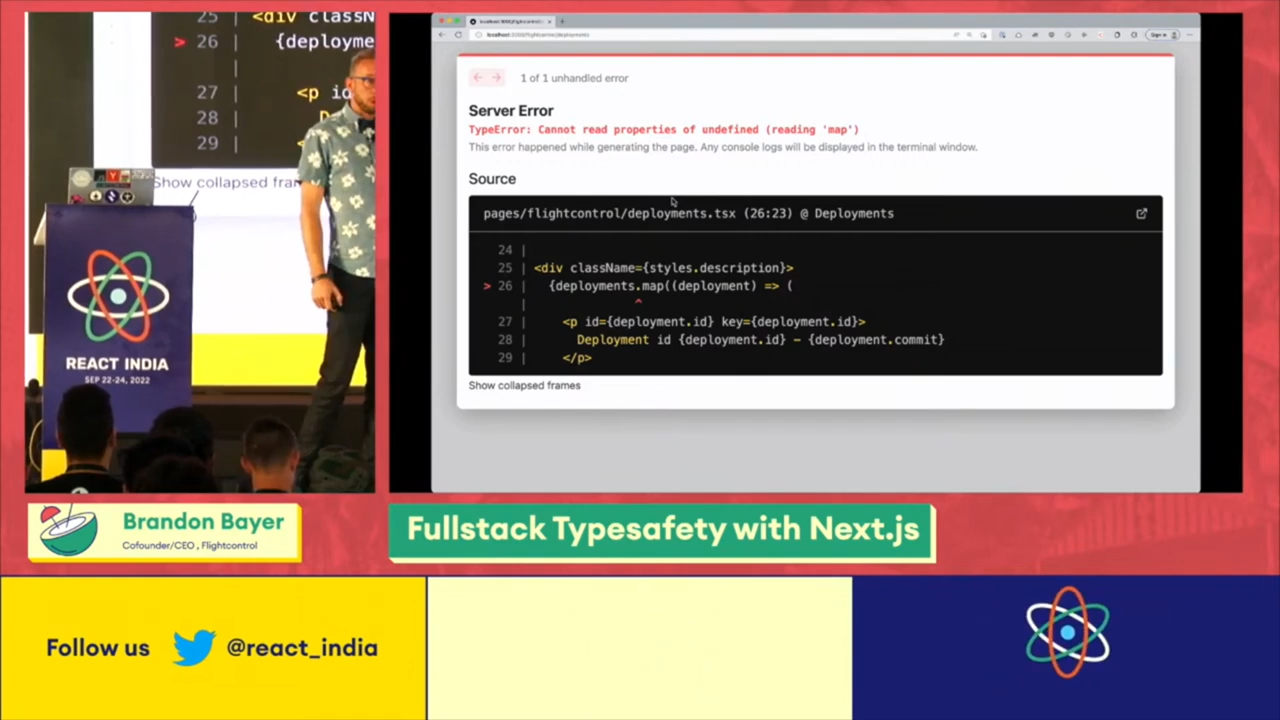 25 | <div classN
> 26 | {deployme
|
27 | <p id
28 | D
29 | <
Show collapsed fram
REACT INDIA
SEP 22-24, 2022
localhost:3000/flightcontrol/deployments
1 of 1 unhandled error
Server Error
TypeError: Cannot read properties of undefined (reading 'map')
This error happened while generating the page. Any console logs will be displayed in the terminal window.
Source
pages/flightcontrol/deployments.tsx (26:23) @ Deployments
24 |
25 | <div className={styles.description}>
> 26 | {deployments.map((deployment) => (
| ^
27 | <p id={deployment.id} key={deployment.id}>
28 | Deployment id {deployment.id} - {deployment.commit}
29 | </p>
Show collapsed frames
Brandon Bayer
Cofounder/CEO , Flightcontrol
Fullstack Typesafety with Next.js
Follow us
@react_india